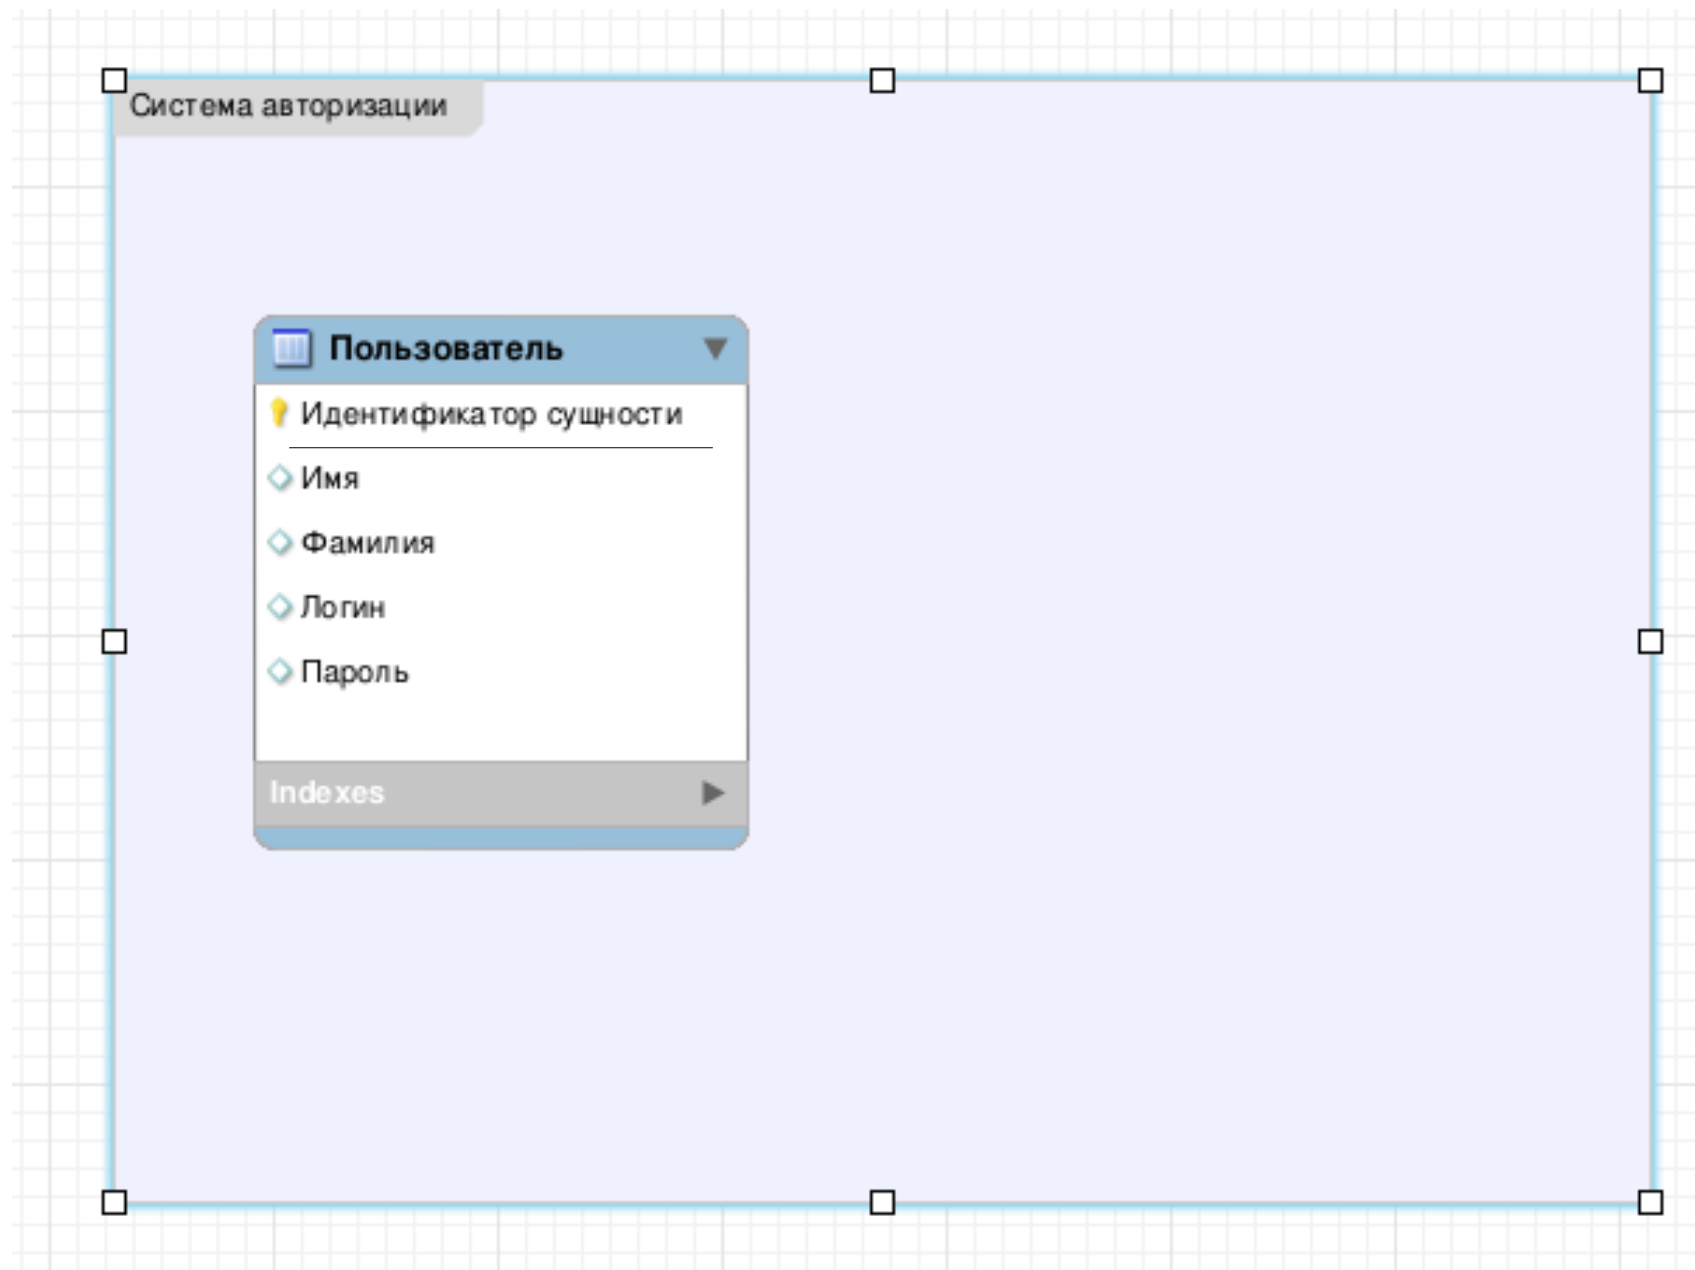 Система авторизации
Пользователь
Идентификатор сущности
Имя
Фамилия
Логин
Пароль
Indexes